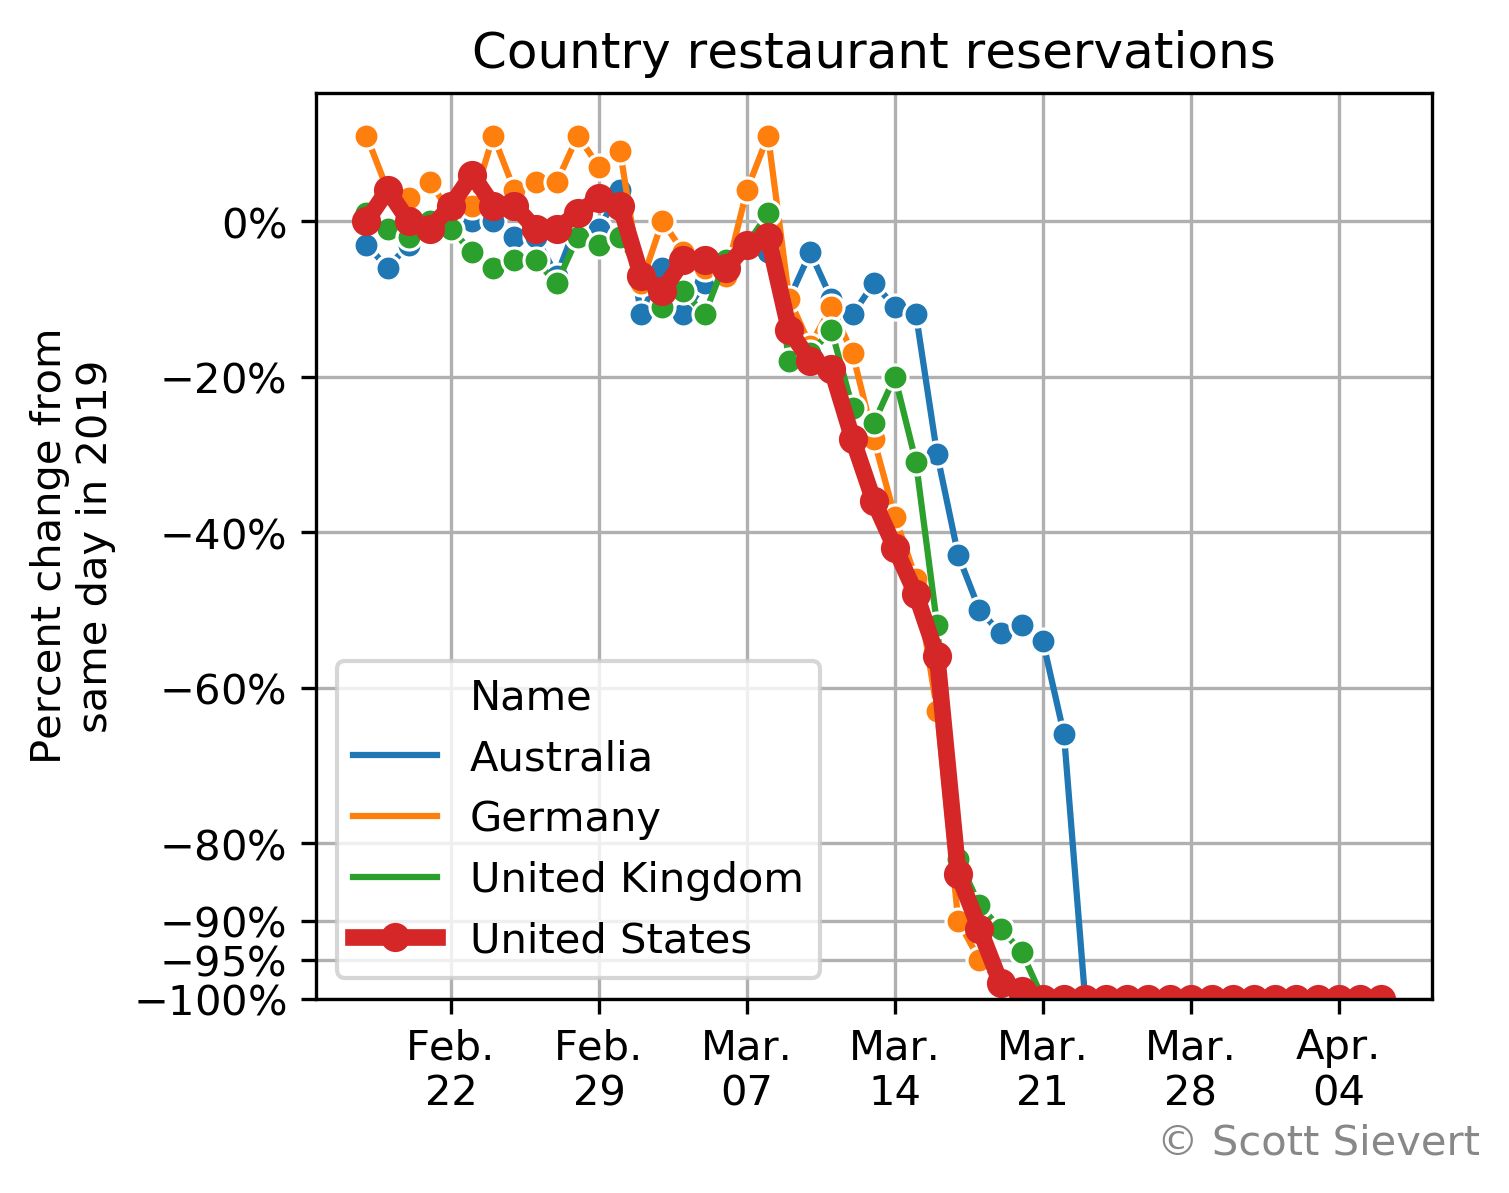 Country restaurant reservations
Percent change from
same day in 2019
0%
−20%
−40%
−60%
−80%
−90%
−95%
−100%
Name
Australia
Germany
United Kingdom
United States
Feb.
22
Feb.
29
Mar.
07
Mar.
14
Mar.
21
Mar.
28
Apr.
04
© Scott Sievert